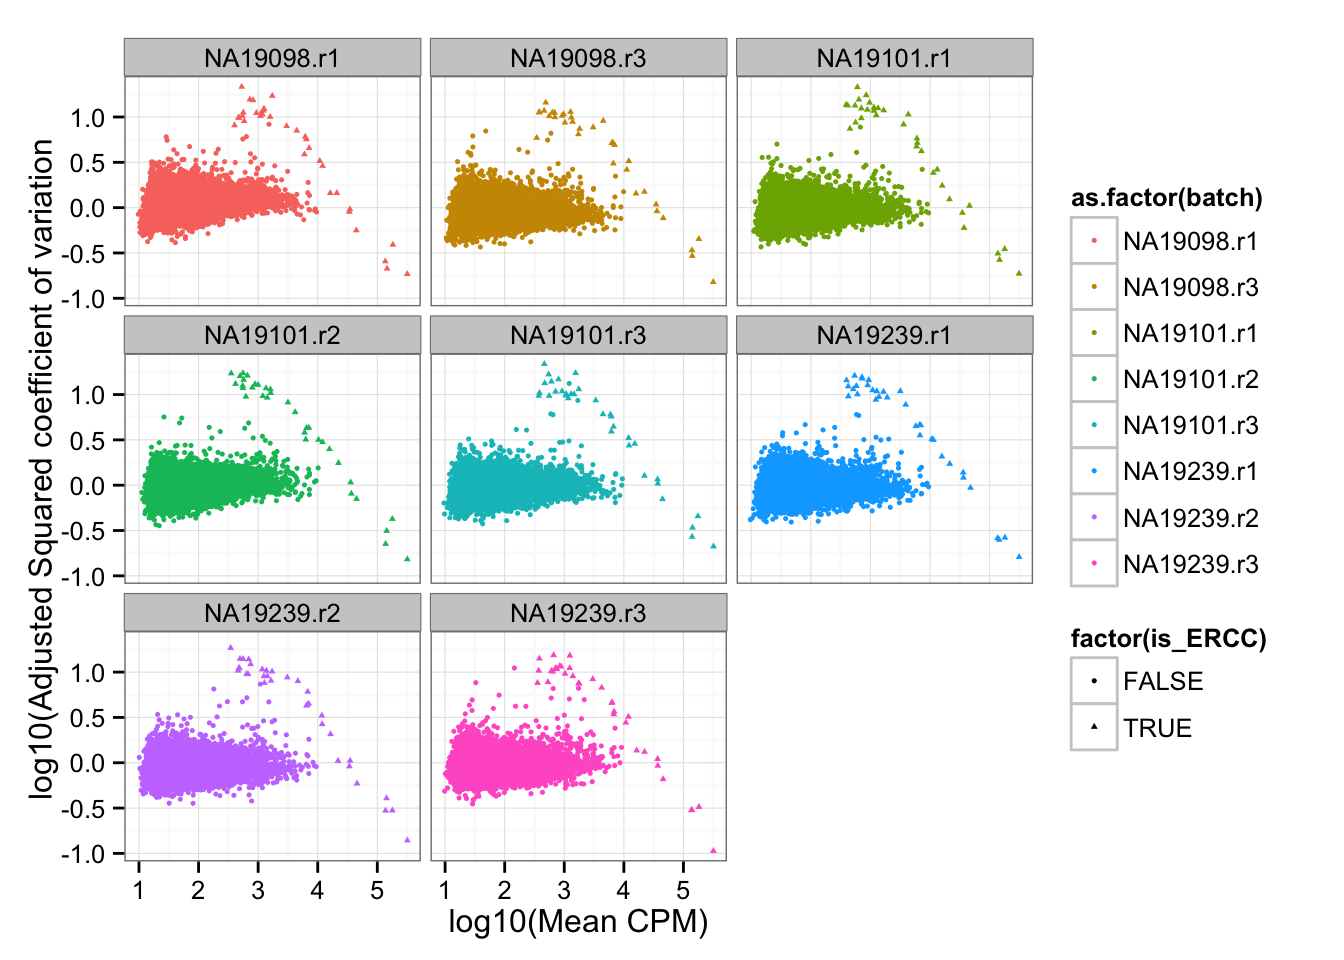 NA19098.r1
NA19098.r3
NA19101.r1
1.0
0.5
0.0
-0.5
-1.0
NA19101.r2
NA19101.r3
NA19239.r1
1.0
0.5
0.0
-0.5
-1.0
NA19239.r2
NA19239.r3
1.0
0.5
0.0
-0.5
-1.0
1 2 3 4 5
1 2 3 4 5
log10(Mean CPM)
log10(Adjusted Squared coefficient of variation
as.factor(batch)
NA19098.r1
NA19098.r3
NA19101.r1
NA19101.r2
NA19101.r3
NA19239.r1
NA19239.r2
NA19239.r3
factor(is_ERCC)
FALSE
TRUE